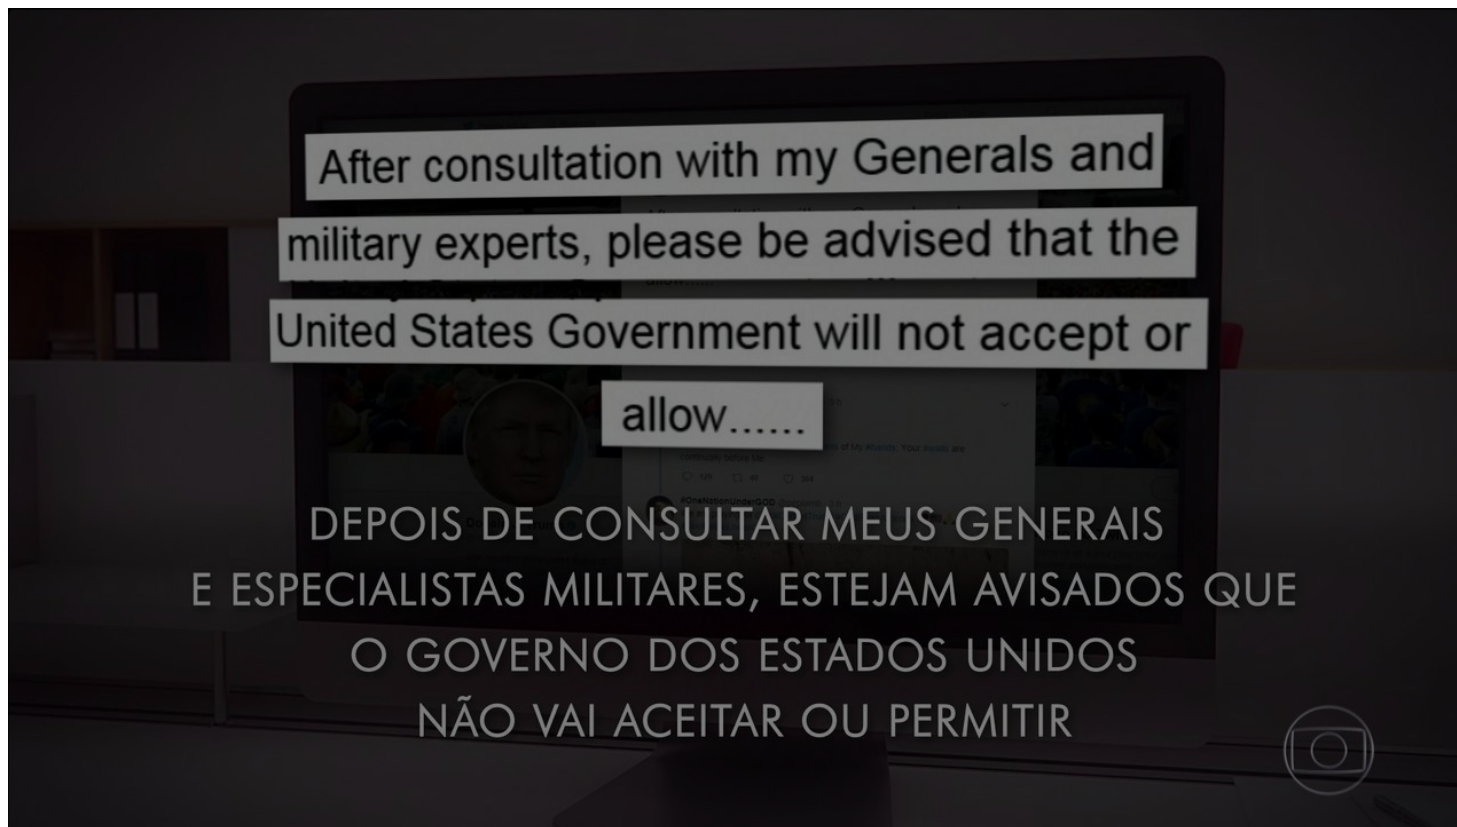 After consultation with my Generals and
military experts, please be advised that the
United States Government will not accept or
allow......
#OneNationUnderGOD
DEPOIS DE CONSULTAR MEUS GENERAIS
E ESPECIALISTAS MILITARES, ESTEJAM AVISADOS QUE
O GOVERNO DOS ESTADOS UNIDOS
NÃO VAI ACEITAR OU PERMITIR